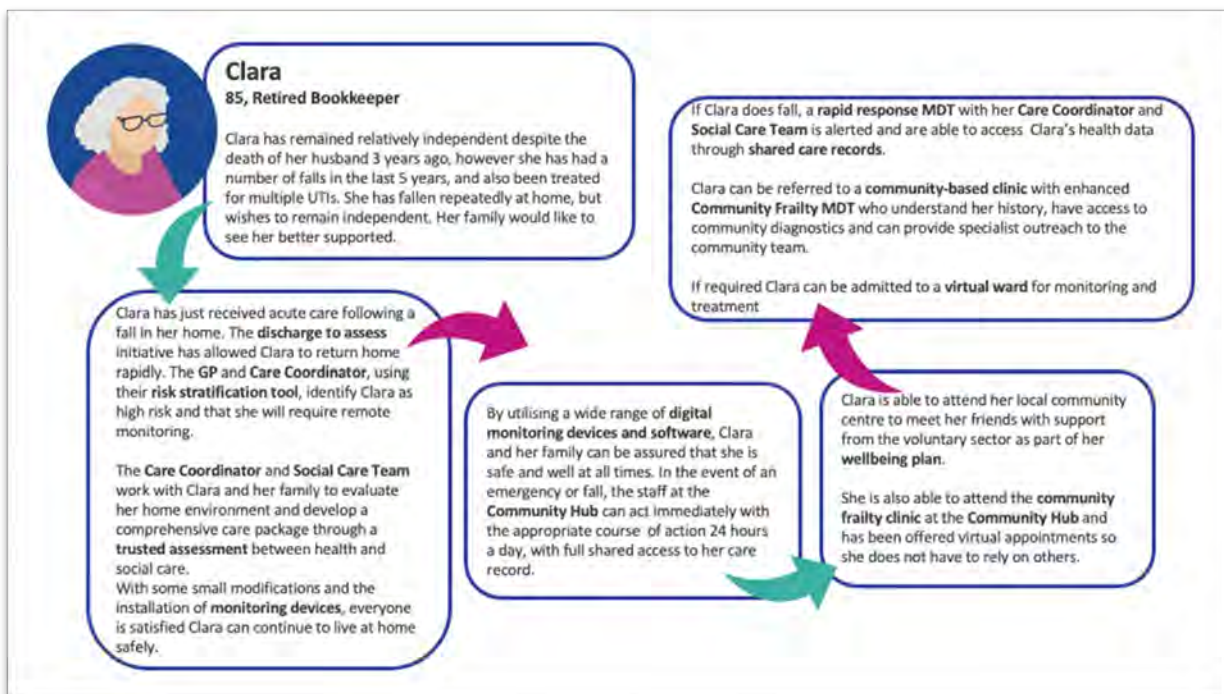 Clara
85, Retired Bookkeeper
Clara has remained relatively independent despite the
death of her husband 3 years ago, however she has had a
number of falls in the last 5 years, and also been treated
for multiple UTIs. She has fallen repeatedly at home, but
wishes to remain independent. Her family would like to
see her better supported.
Clara has just received acute care following a
fall in her home. The discharge to assess
initiative has allowed Clara to return home
rapidly. The GP and Care Coordinator, using
their risk stratification tool, identify Clara as
high risk and that she will require remote
monitoring.
The Care Coordinator and Social Care Team
work with Clara and her family to evaluate
her home environment and develop a
comprehensive care package through a
trusted assessment between health and
social care.
With some small modifications and the
installation of monitoring devices, everyone
is satisfied Clara can continue to live at home
safely.
By utilising a wide range of digital
monitoring devices and software, Clara
and her family can be assured that she is
safe and well at all times. In the event of an
emergency or fall, the staff at the
Community Hub can act immediately with
the appropriate course of action 24 hours
a day, with full shared access to her care
record.
Clara is able to attend her local community
centre to meet her friends with support
from the voluntary sector as part of her
wellbeing plan.
She is also able to attend the community
frailty clinic at the Community Hub and
has been offered virtual appointments so
she does not have to rely on others.
If Clara does fall, a rapid response MDT with her Care Coordinator and
Social Care Team is alerted and are able to access Clara's health data
through shared care records.
Clara can be referred to a community-based clinic with enhanced
Community Frailty MDT who understand her history, have access to
community diagnostics and can provide specialist outreach to the
community team.
If required Clara can be admitted to a virtual ward for monitoring and
treatment